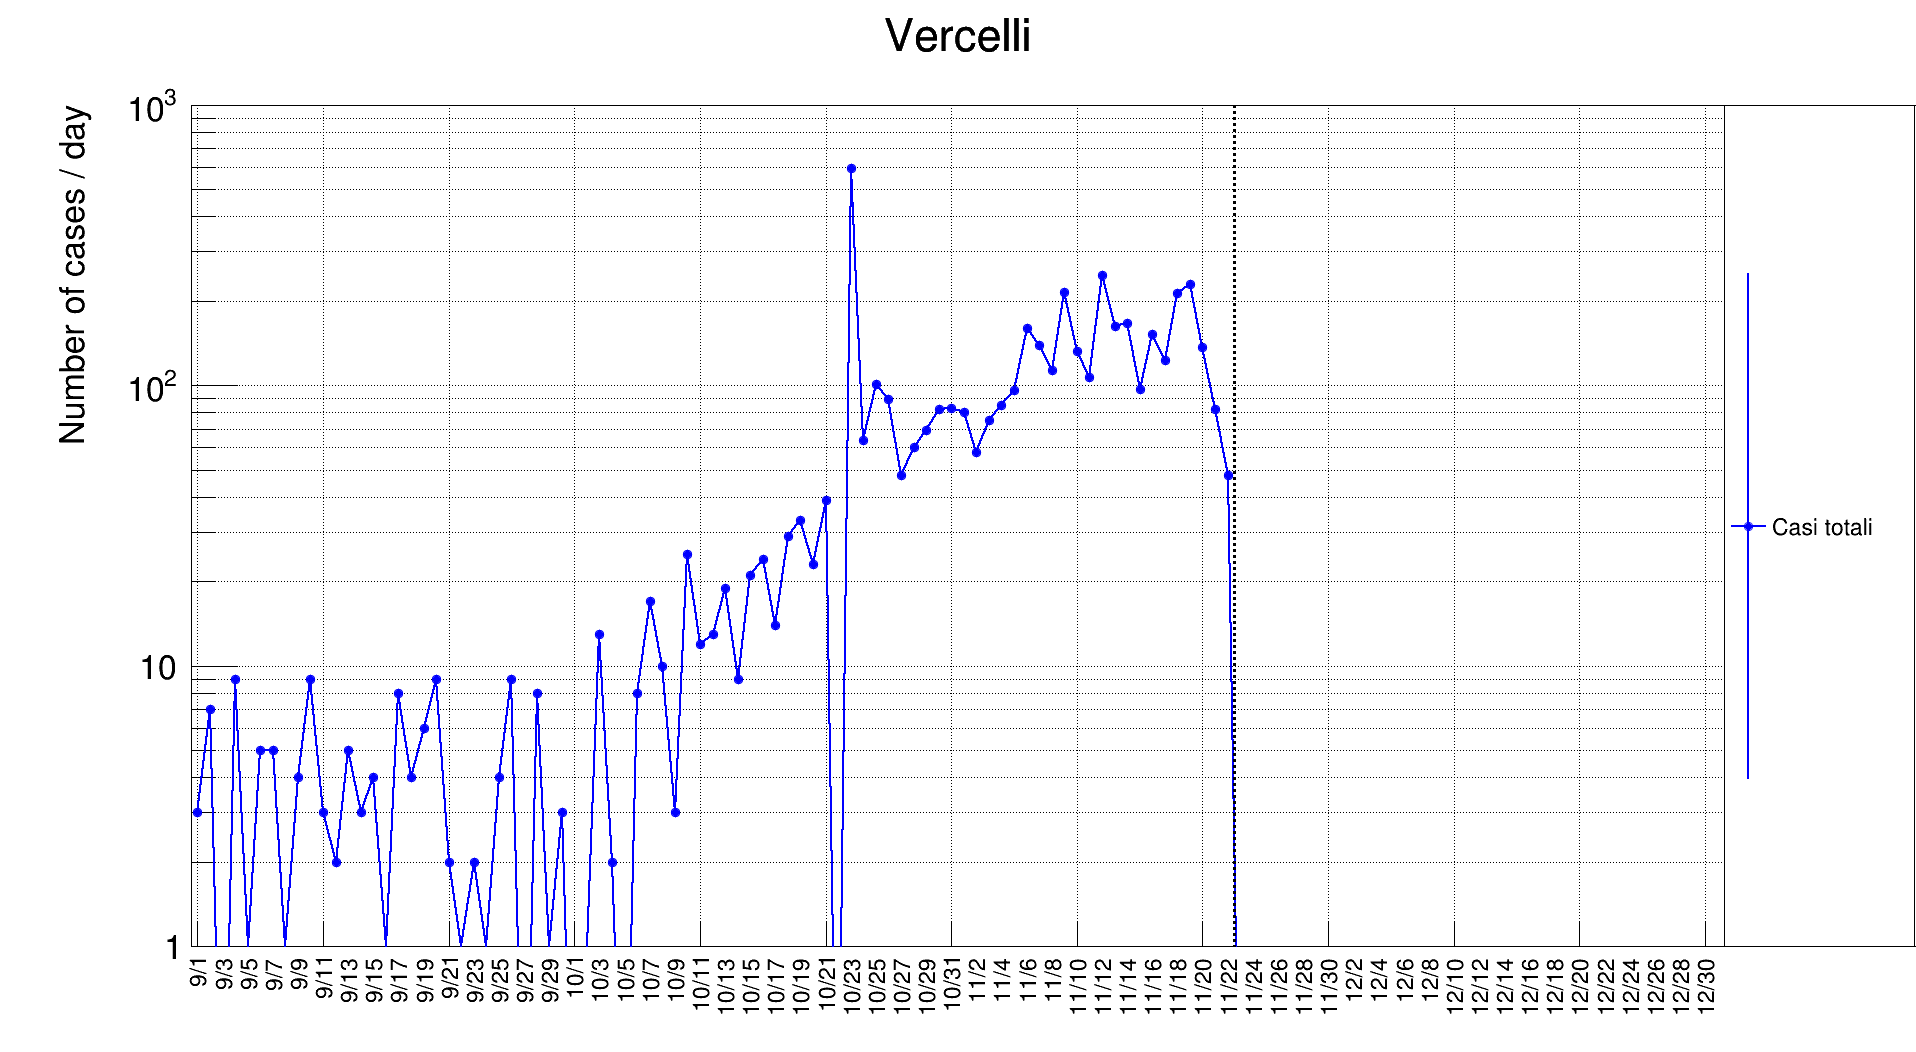 Vercelli
Number of cases / day
10³
10²
10
1
9/1 9/3 9/5 9/7 9/9 9/11 9/13 9/15 9/17 9/19 9/21 9/23 9/25 9/27 9/29 10/1 10/3 10/5 10/7 10/9 10/11 10/13 10/15 10/17 10/19 10/21 10/23 10/25 10/27 10/29 10/31 11/2 11/4 11/6 11/8 11/10 11/12 11/14 11/16 11/18 11/20 11/22 11/24 11/26 11/28 11/30 12/2 12/4 12/6 12/8 12/10 12/12 12/14 12/16 12/18 12/20 12/22 12/24 12/26 12/28 12/30
Casi totali